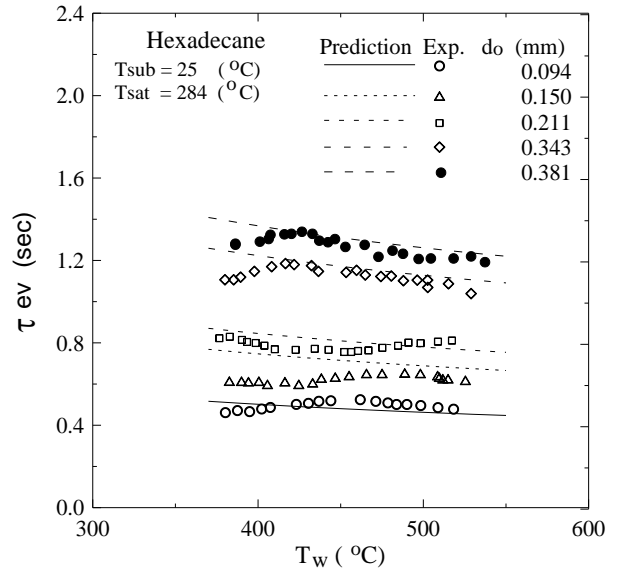 2.4
2.0
1.6
1.2
0.8
0.4
0.0
τ ev (sec)
Hexadecane
Tsub = 25 (°C)
Tsat = 284 (°C)
Prediction Exp. do (mm)
0.094
0.150
0.211
0.343
0.381
300 400 500 600
Tw (°C)